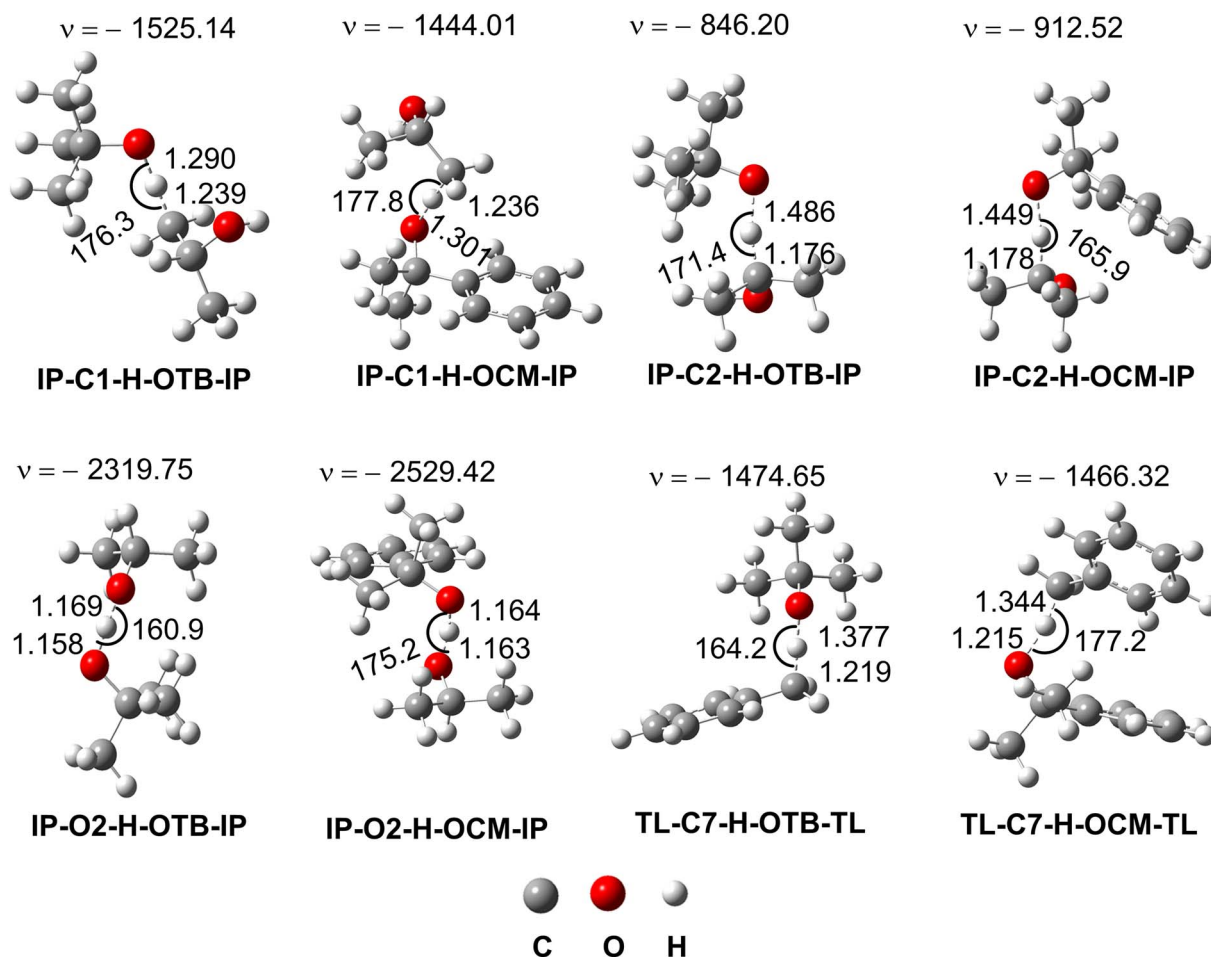 ν = − 1525.14
ν = − 1444.01
ν = − 846.20
ν = − 912.52
1.290
1.239
176.3
177.8
1.236
1.301
1.486
171.4
1.176
1.449
1.178
165.9
IP-C1-H-OTB-IP
IP-C1-H-OCM-IP
IP-C2-H-OTB-IP
IP-C2-H-OCM-IP
ν = − 2319.75
ν = − 2529.42
ν = − 1474.65
ν = − 1466.32
1.169
1.158
160.9
1.164
175.2
1.163
164.2
1.377
1.219
1.344
1.215
177.2
IP-O2-H-OTB-IP
IP-O2-H-OCM-IP
TL-C7-H-OTB-TL
TL-C7-H-OCM-TL
C O H